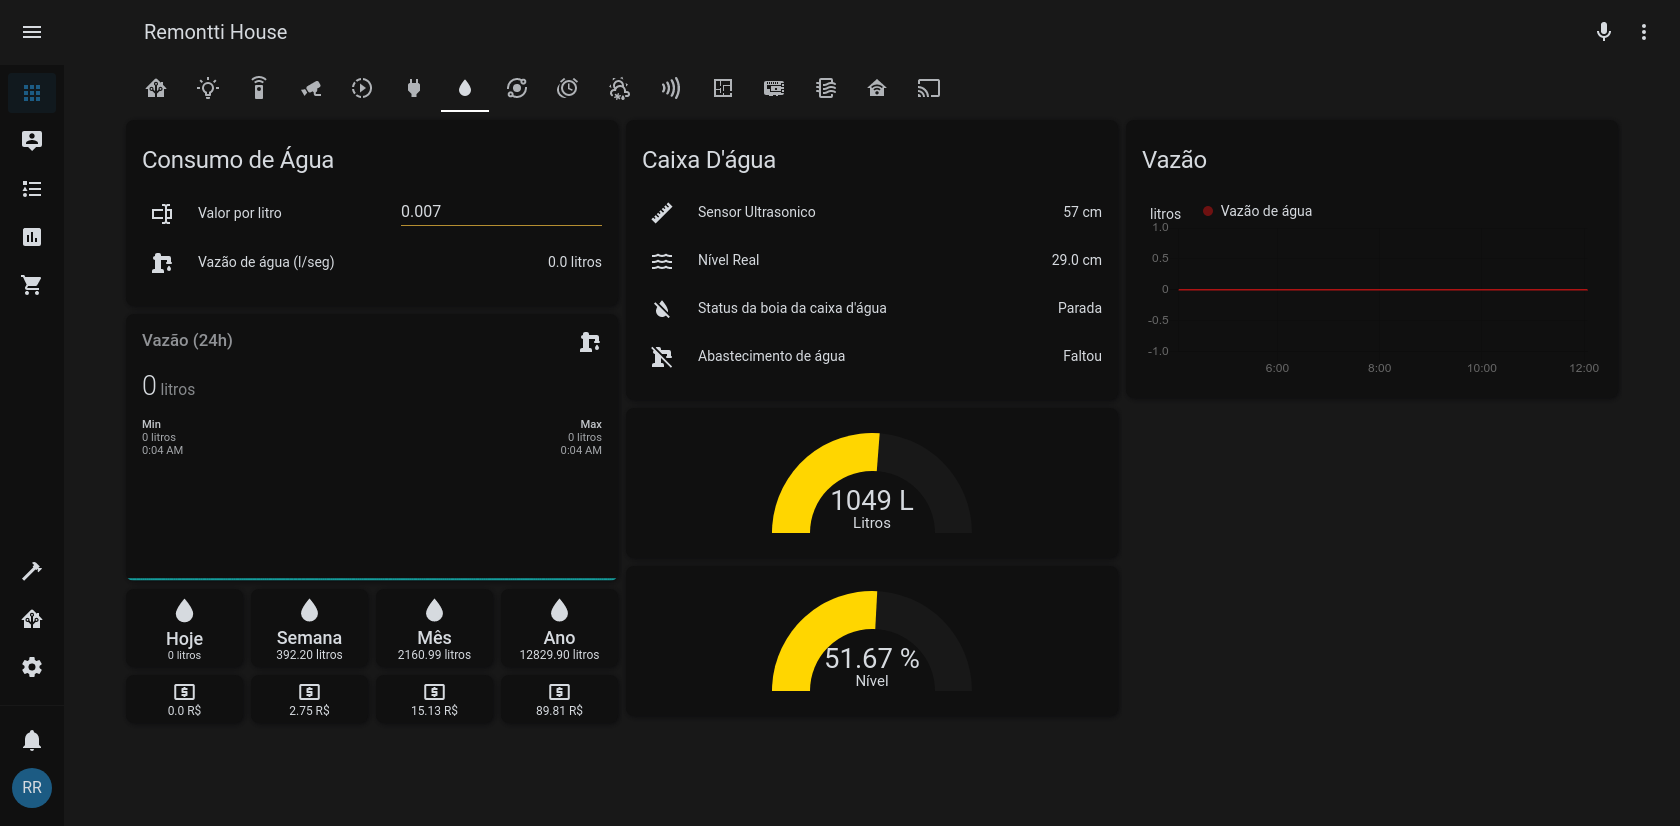 Remontti House
Consumo de Água
Valor por litro 0.007
Vazão de água (l/seg) 0.0 litros
Vazão (24h)
0 litros
Min Max
0 litros 0 litros
0:04 AM 0:04 AM
Hoje
0 litros
Semana
392.20 litros
Mês
2160.99 litros
Ano
12829.90 litros
0.0 R$
2.75 R$
15.13 R$
89.81 R$
Caixa D'água
Sensor Ultrasonico 57 cm
Nível Real 29.0 cm
Status da boia da caixa d'água Parada
Abastecimento de água Faltou
1049 L
Litros
51.67 %
Nível
Vazão
litros
Vazão de água
1.0
0.5
0
-0.5
-1.0
6:00 8:00 10:00 12:00
RR